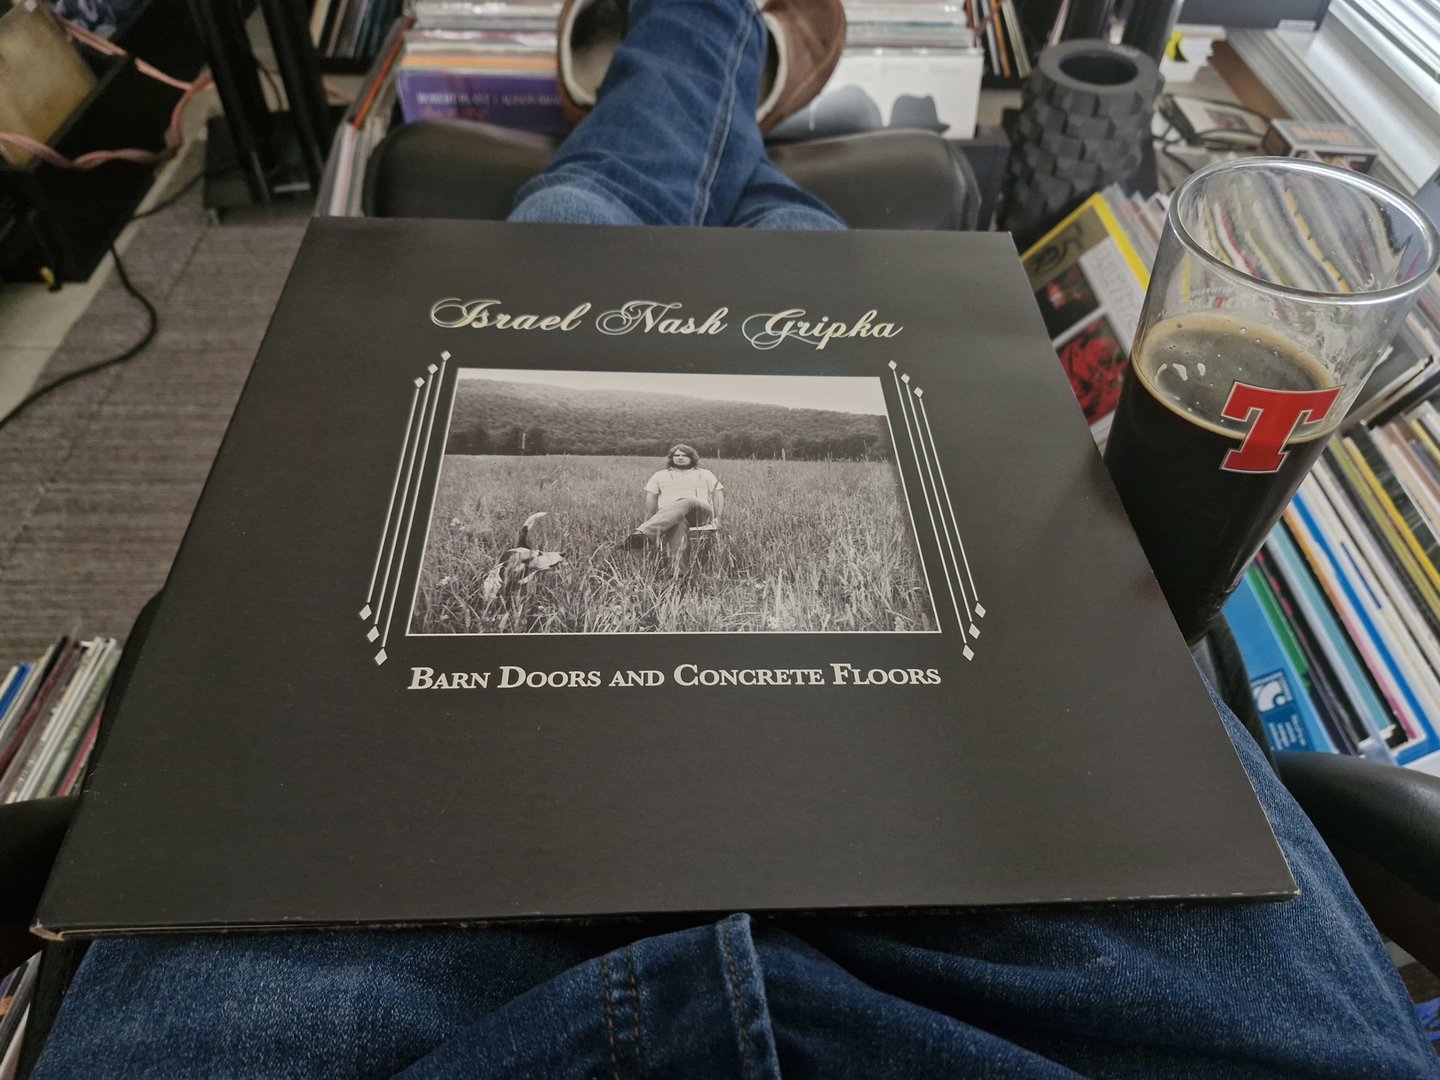 Israel Nash Gripka
BARN DOORS AND CONCRETE FLOORS
T